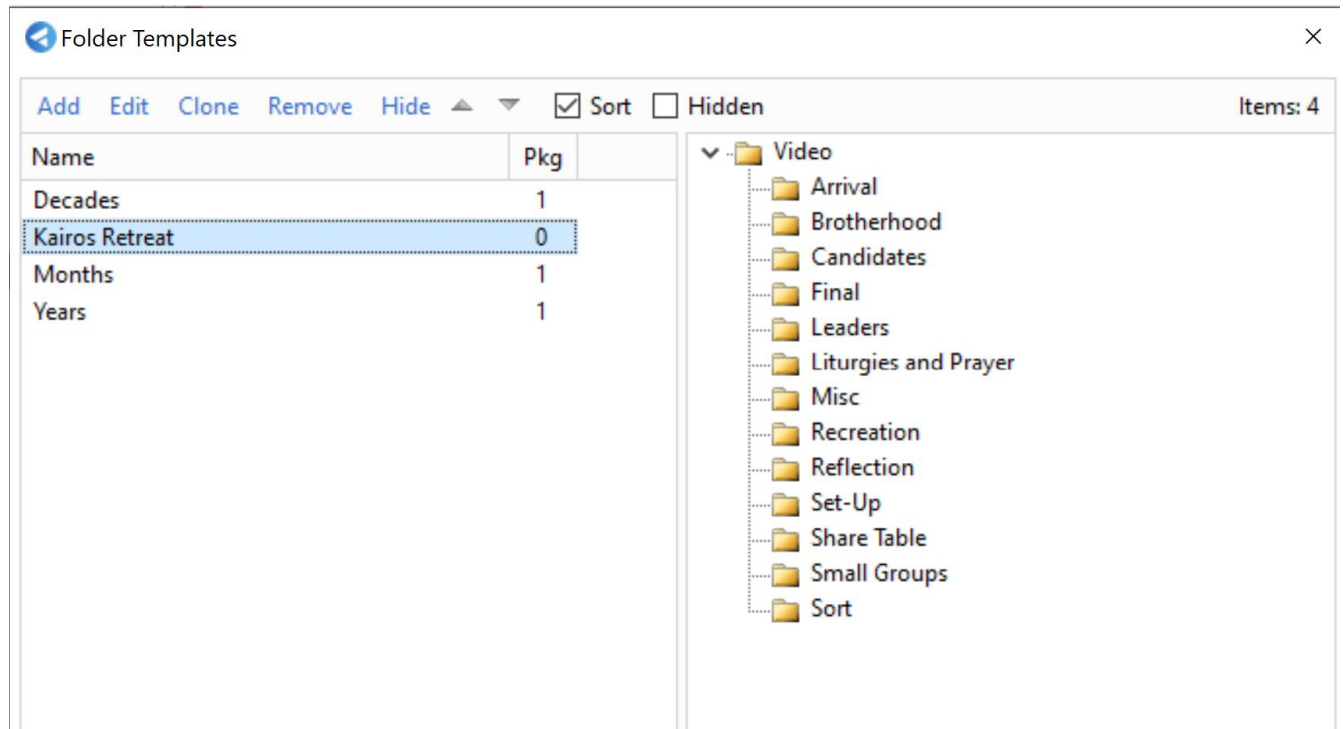 Folder Templates
Add Edit Clone Remove Hide Sort Hidden Items: 4
Name Pkg
Decades 1
Kairos Retreat 0
Months 1
Years 1
Video
Arrival
Brotherhood
Candidates
Final
Leaders
Liturgies and Prayer
Misc
Recreation
Reflection
Set-Up
Share Table
Small Groups
Sort